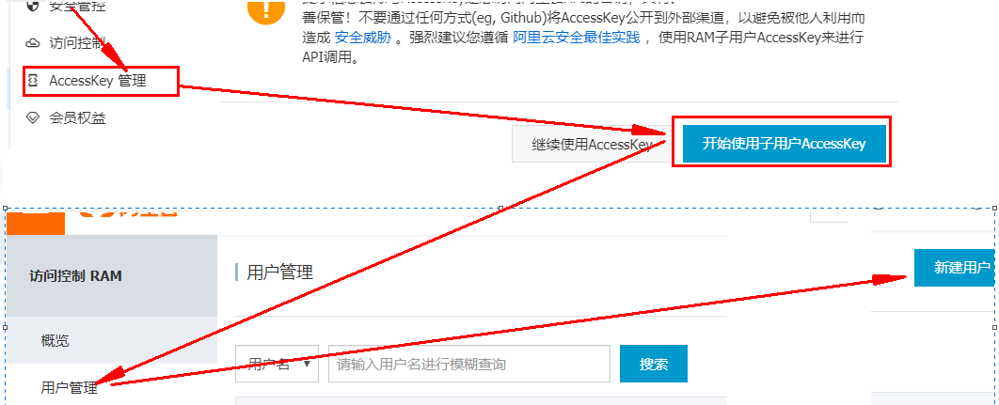 安全管控
善保管！不要通过任何方式(eg, Github)将AccessKey公开到外部渠道，以避免被他人利用而
访问控制
造成 安全威胁 。强烈建议您遵循 阿里云安全最佳实践 ，使用RAM子用户AccessKey来进行
API调用。
AccessKey 管理
会员权益
继续使用AccessKey
开始使用子用户AccessKey
访问控制 RAM
用户管理
新建用户
概览
用户名
请输入用户名进行模糊查询
搜索
用户管理